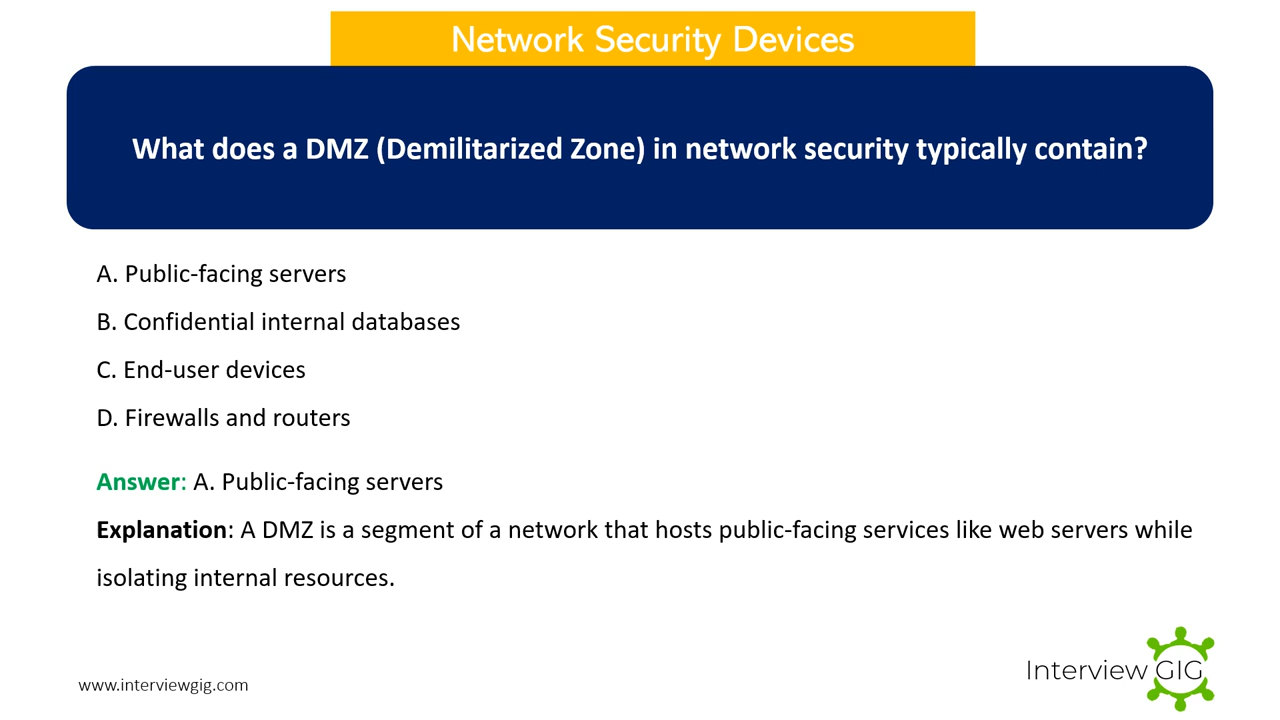 Network Security Devices
What does a DMZ (Demilitarized Zone) in network security typically contain?
A. Public-facing servers
B. Confidential internal databases
C. End-user devices
D. Firewalls and routers
Answer: A. Public-facing servers
Explanation: A DMZ is a segment of a network that hosts public-facing services like web servers while
isolating internal resources.
www.interviewgig.com
Interview GIG